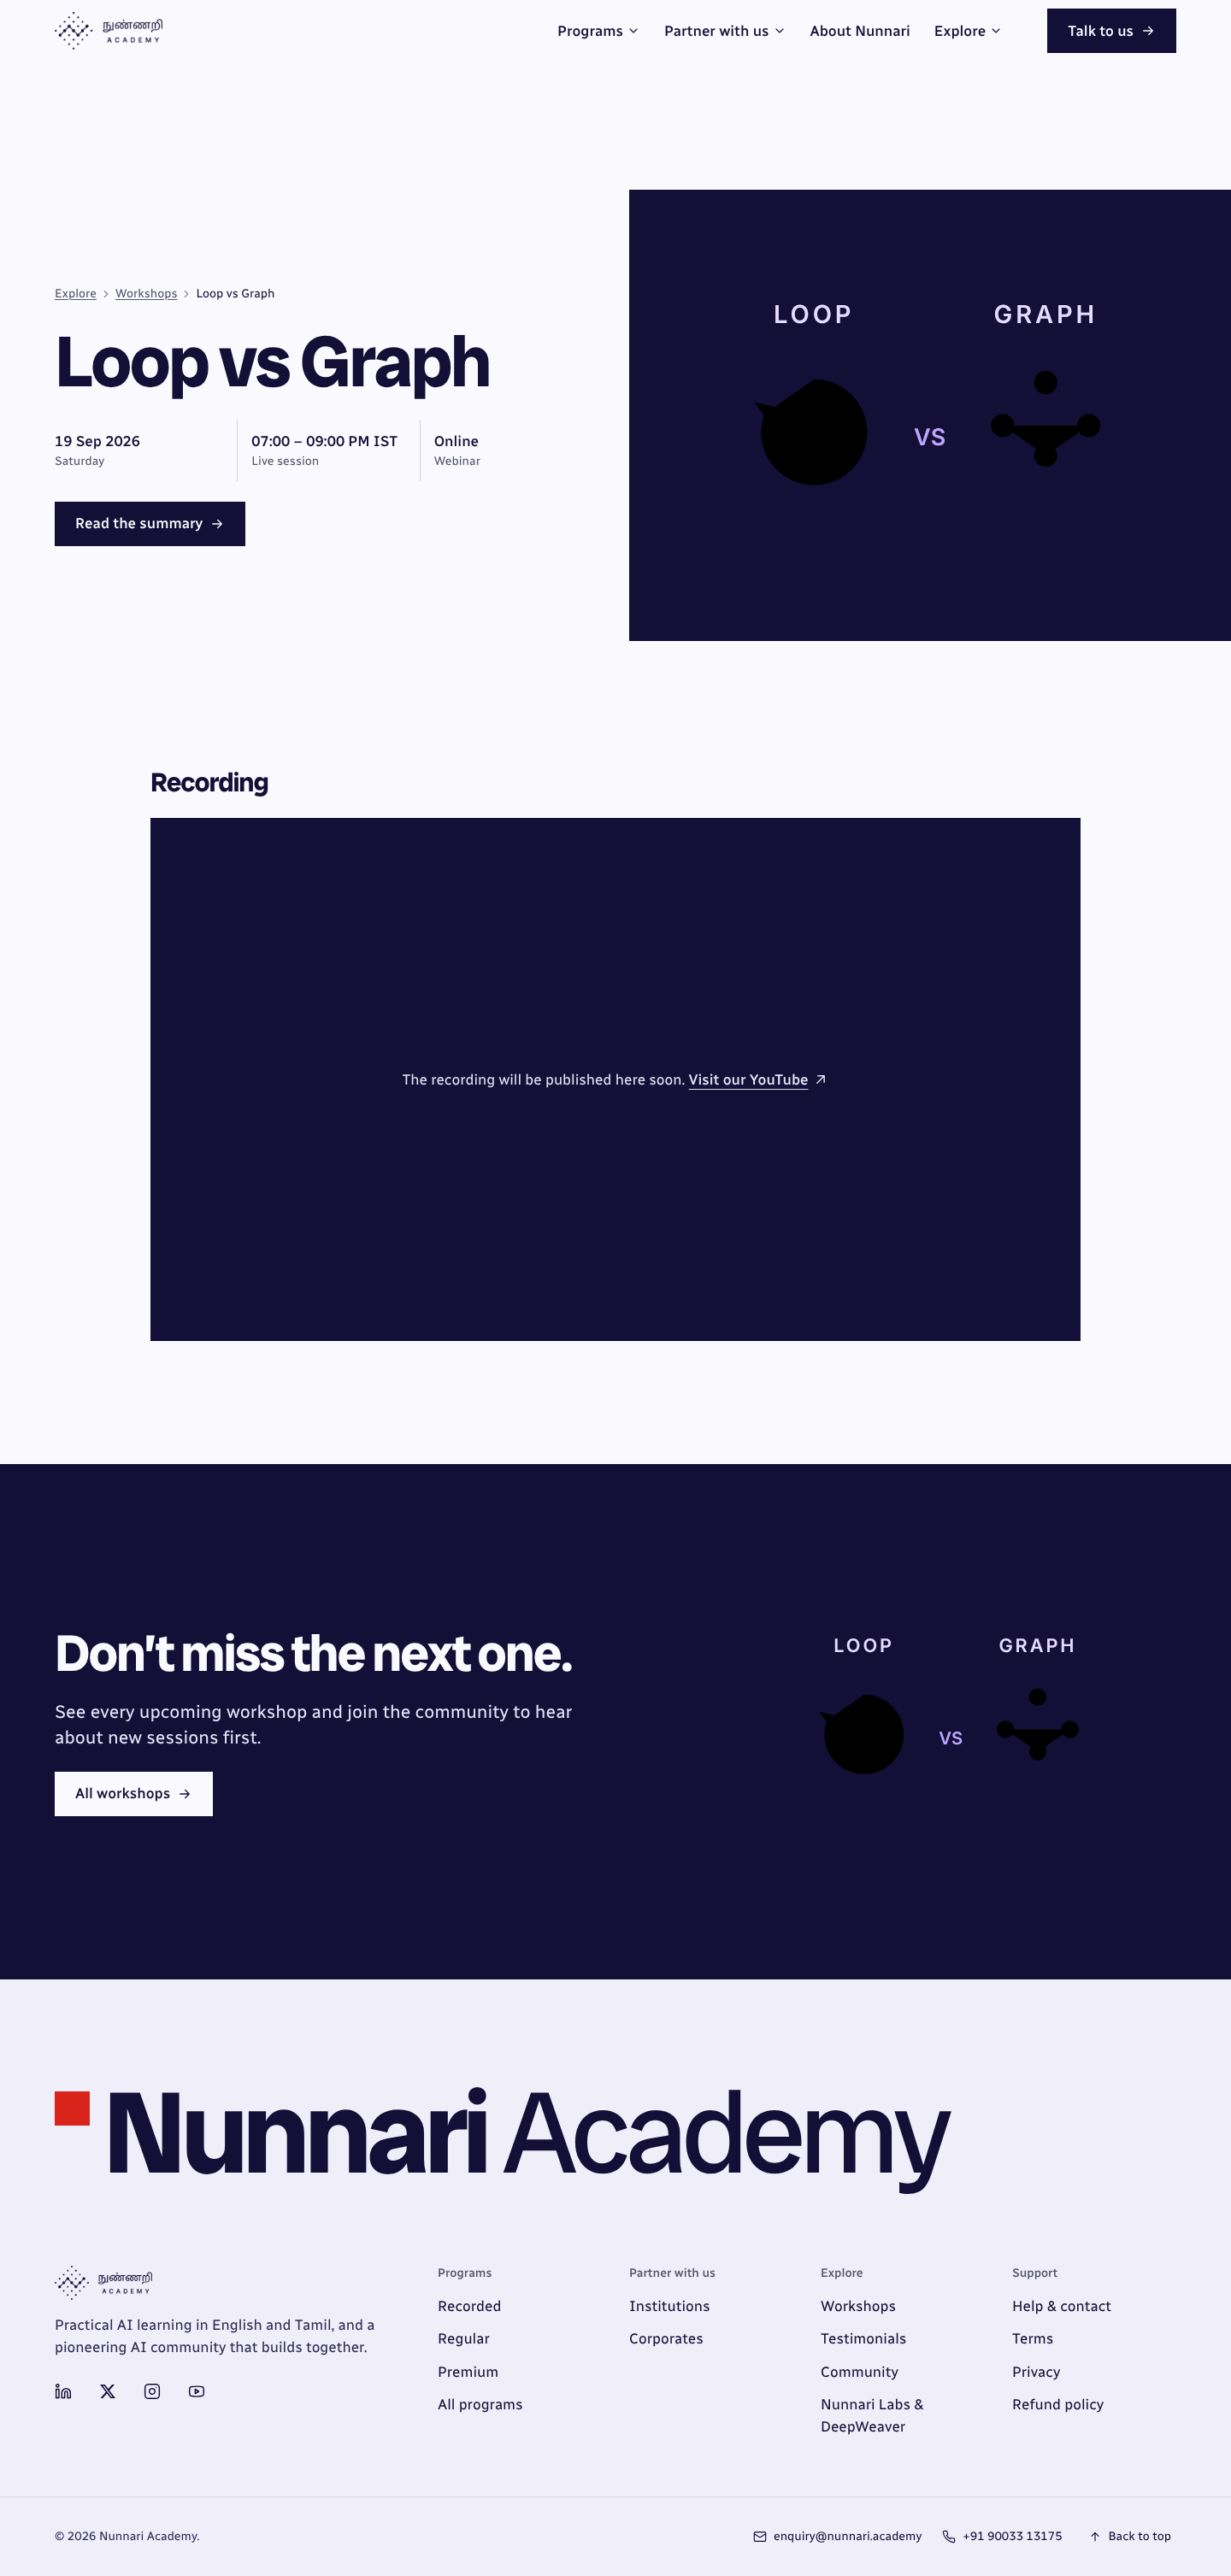 நுண்ணறி
ACADEMY
Programs
Partner with us
About Nunnari
Explore
Talk to us
Explore > Workshops > Loop vs Graph
Loop vs Graph
19 Sep 2026
Saturday
07:00 – 09:00 PM IST
Live session
Online
Webinar
Read the summary
LOOP
GRAPH
VS
Recording
The recording will be published here soon. Visit our YouTube
Don't miss the next one.
See every upcoming workshop and join the community to hear
about new sessions first.
All workshops
LOOP
GRAPH
VS
Nunnari Academy
நுண்ணறி
ACADEMY
Practical AI learning in English and Tamil, and a
pioneering AI community that builds together.
Programs
Recorded
Regular
Premium
All programs
Partner with us
Institutions
Corporates
Explore
Workshops
Testimonials
Community
Nunnari Labs &
DeepWeaver
Support
Help & contact
Terms
Privacy
Refund policy
© 2026 Nunnari Academy.
enquiry@nunnari.academy
+91 90033 13175
Back to top